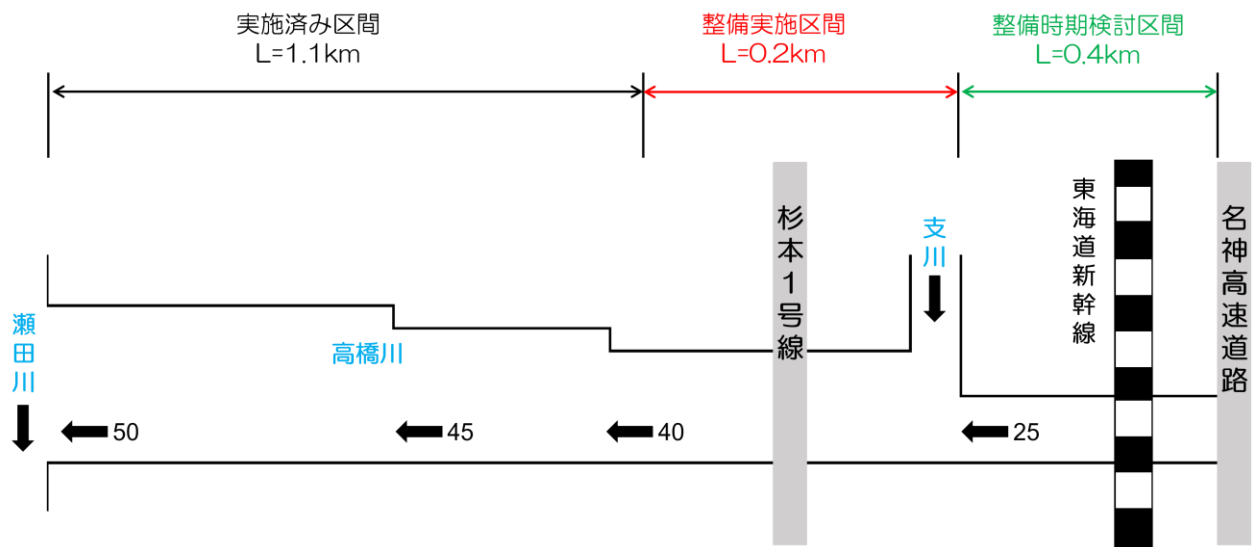 実施済み区間
L=1.1km
整備実施区間
L=0.2km
整備時期検討区間
L=0.4km
瀬田川
高橋川
杉本1号線
支川
東海道新幹線
名神高速道路
50
45
40
25